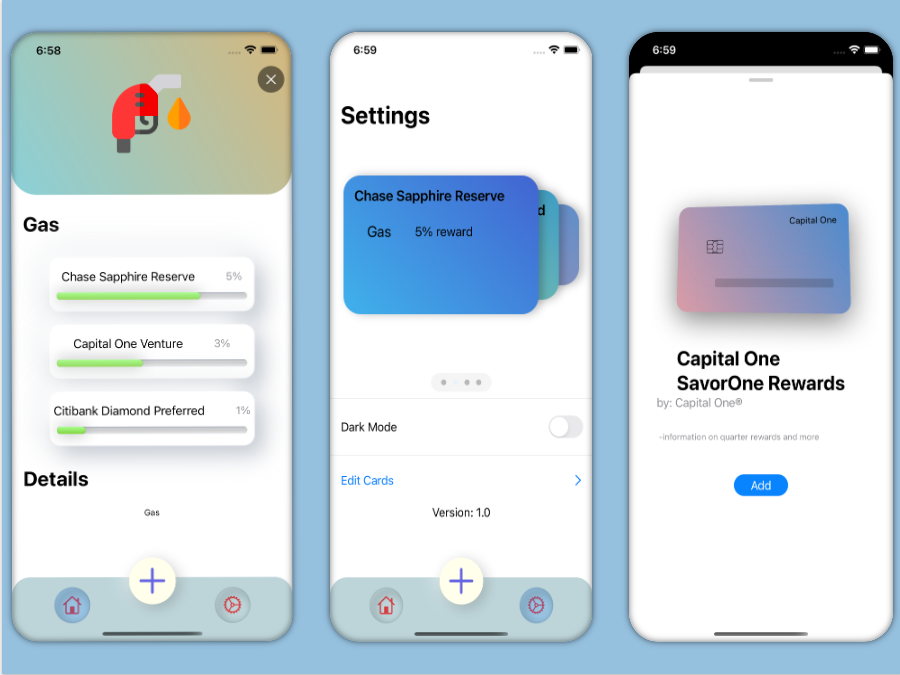 6:58
Gas
Chase Sapphire Reserve 5%
Capital One Venture 3%
Citibank Diamond Preferred 1%
Details
Gas
6:59
Settings
Chase Sapphire Reserve
d
Gas 5% reward
Dark Mode
Edit Cards
Version: 1.0
6:59
Capital One
Capital One
SavorOne Rewards
by: Capital One®
-information on quarter rewards and more
Add